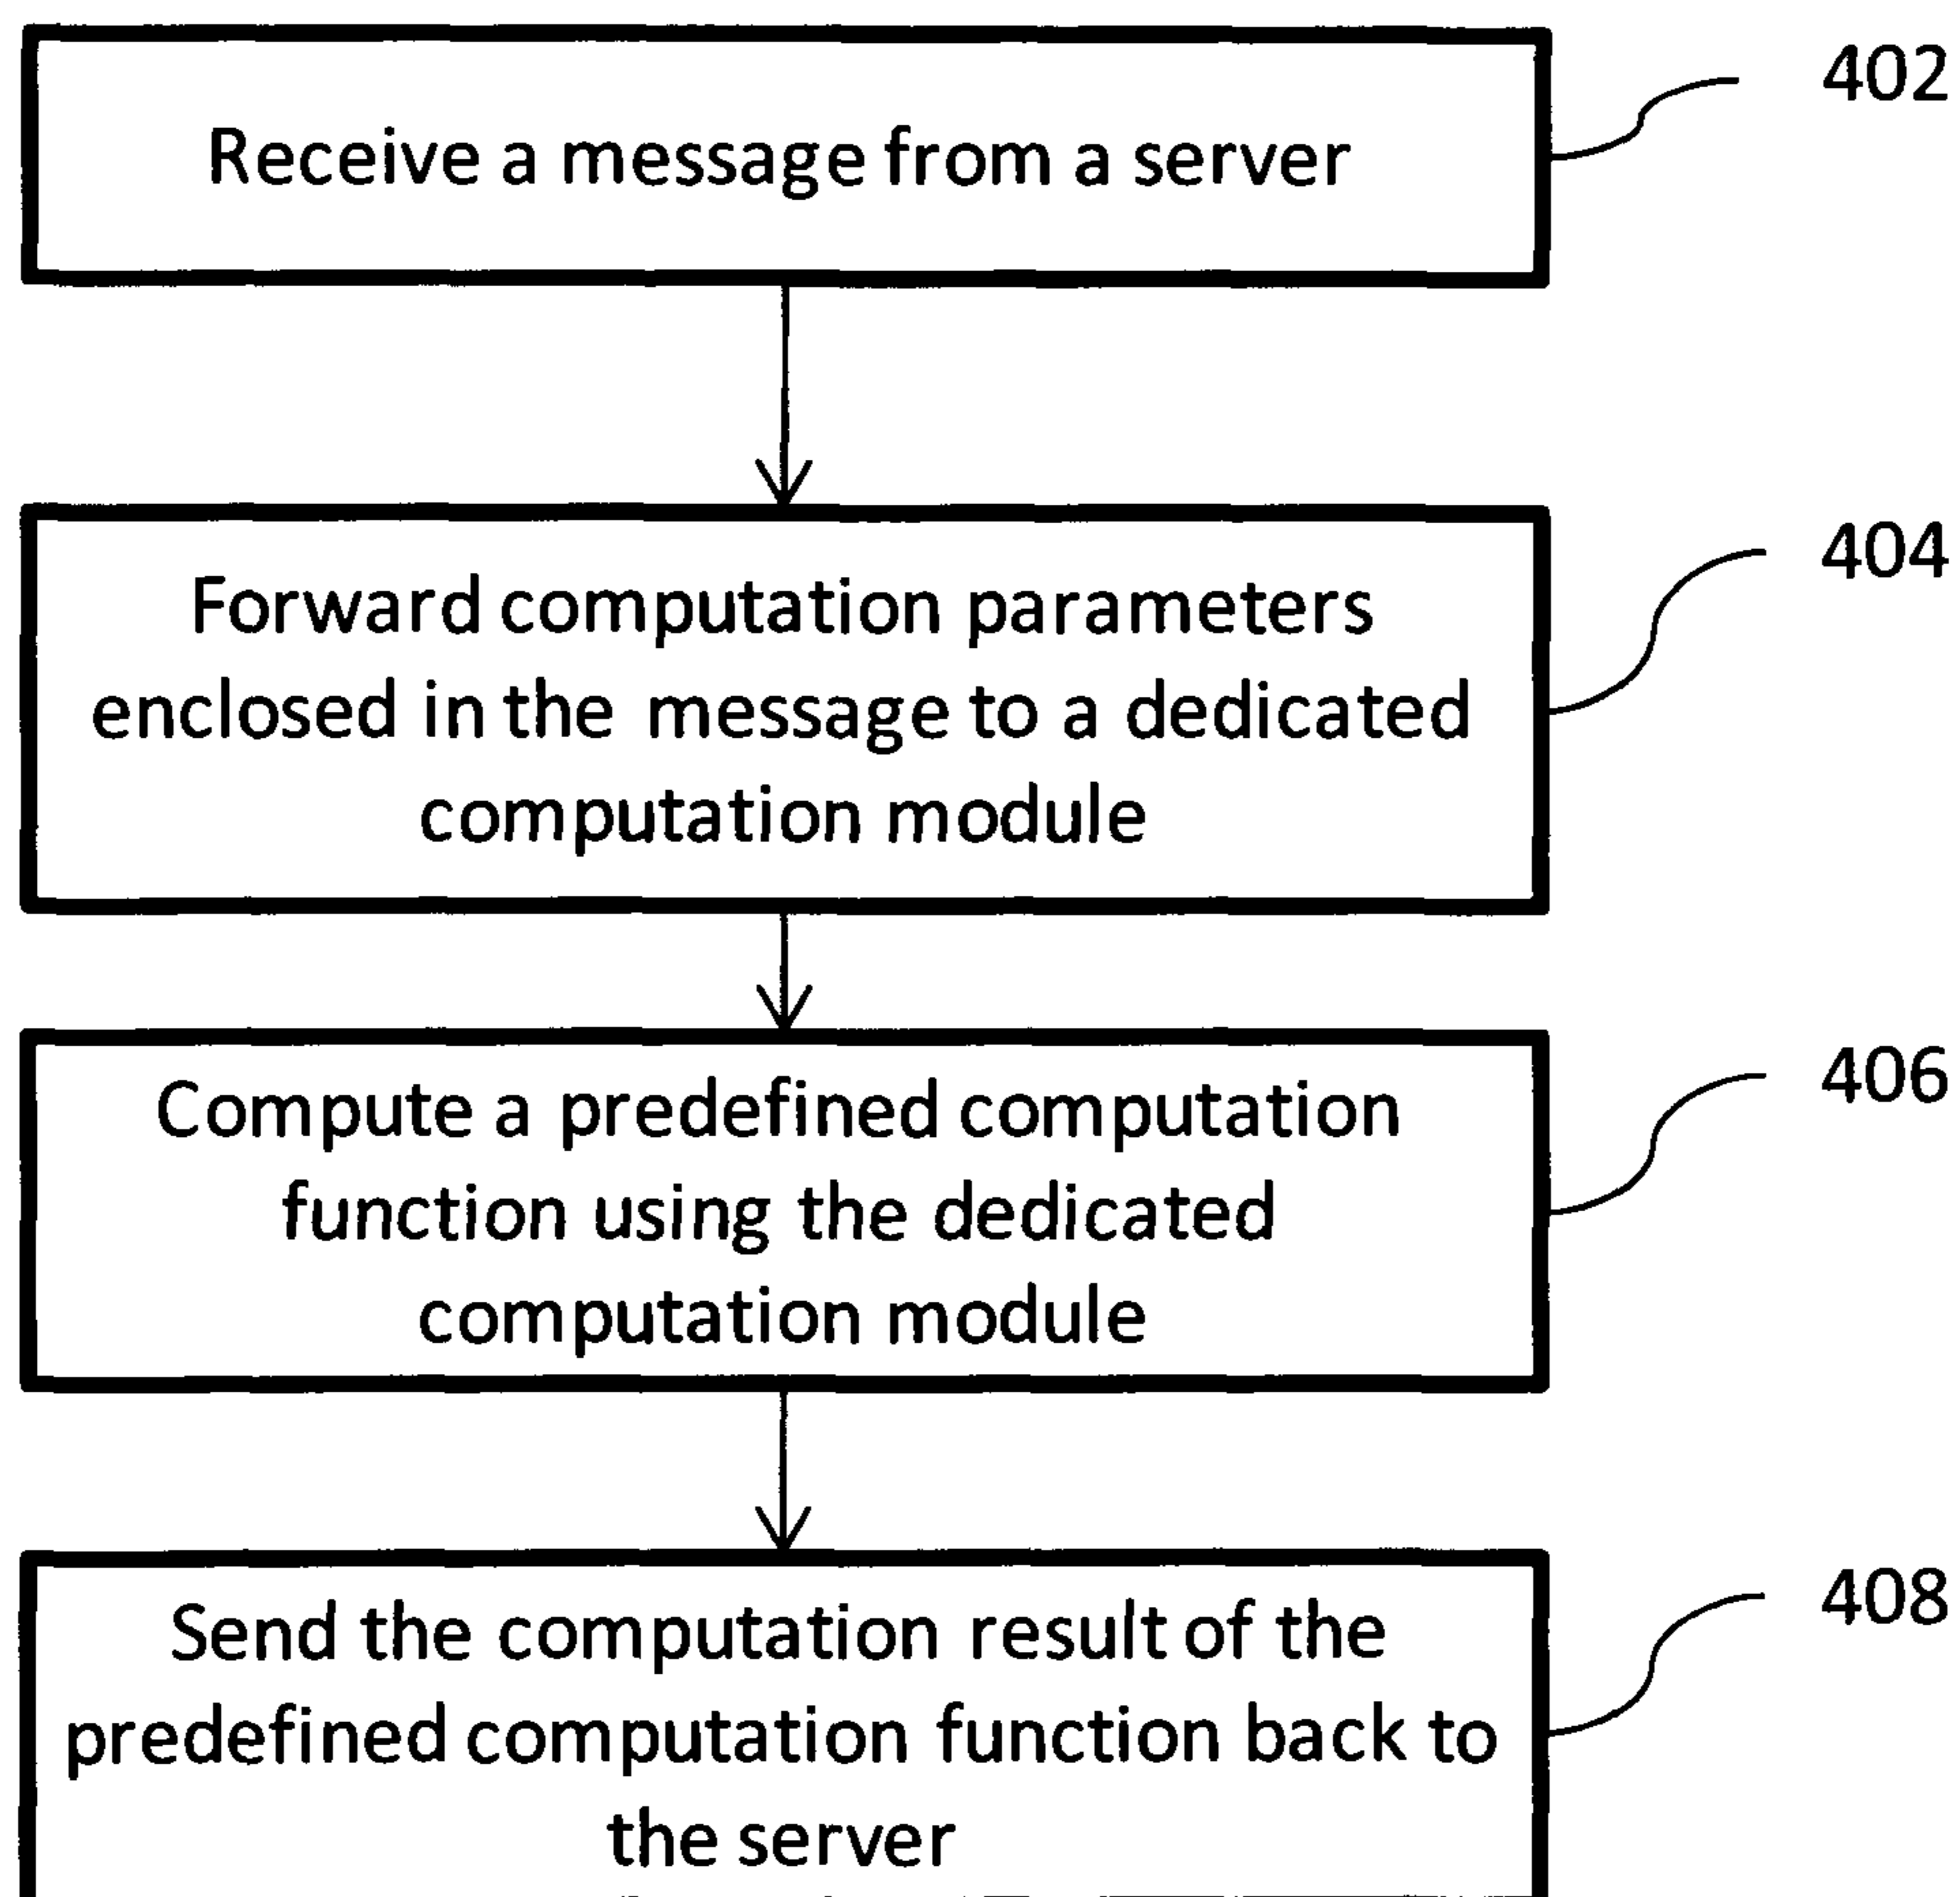 Receive a message from a server
402
Forward computation parameters
enclosed in the message to a dedicated
computation module
404
Compute a predefined computation
function using the dedicated
computation module
406
Send the computation result of the
predefined computation function back to
the server
408